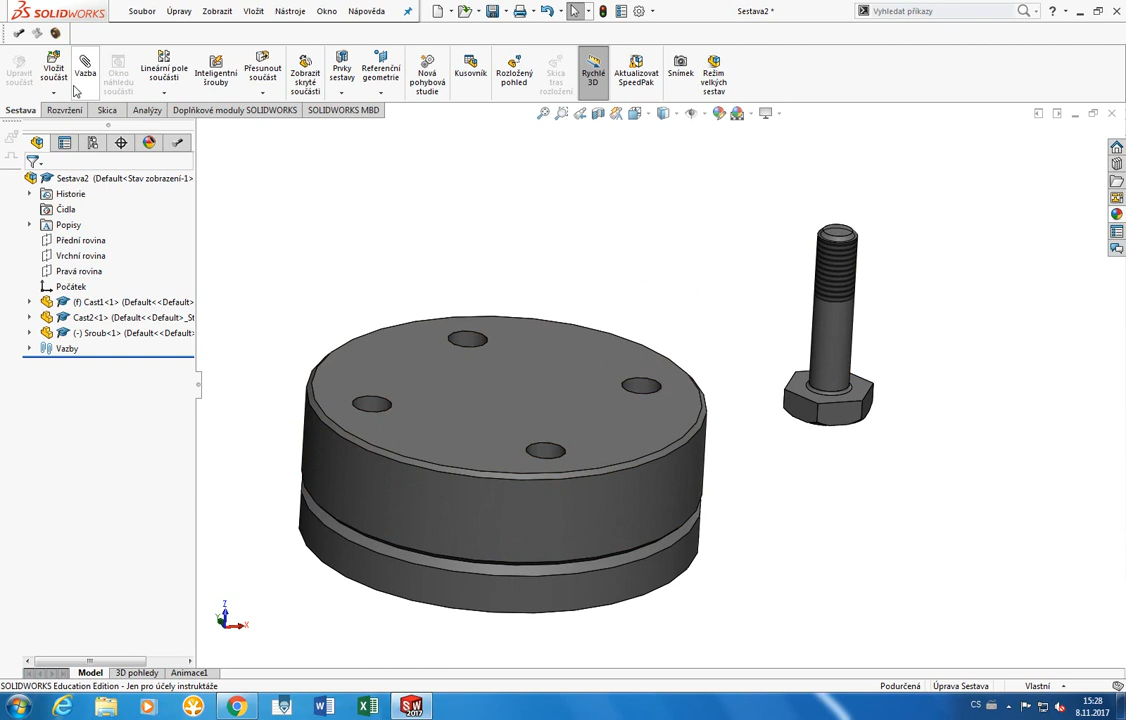 SOLIDWORKS
Soubor Úpravy Zobrazit Vložit Nástroje Okno Nápověda
Sestava2 *
Vyhledat příkazy
Upravit součást
Vložit součást
Vazba
Okno náhledu součásti
Lineární pole součásti
Inteligentní šrouby
Přesunout součást
Zobrazit skryté součásti
Prvky sestavy
Referenční geometrie
Nová pohybová studie
Kusovník
Rozložený pohled
Skica tras rozložení
Rychlé 3D
Aktualizovat SpeedPak
Snímek
Režim velkých sestav
Sestava Rozvržení Skica Analýzy Doplňkové moduly SOLIDWORKS SOLIDWORKS MBD
Sestava2 (Default<Stav zobrazení-1>
Historie
Čidla
Popisy
Přední rovina
Vrchní rovina
Pravá rovina
Počátek
(f) Cast1<1> (Default<<Default>
Cast2<1> (Default<<Default>_St
(-) Sroub<1> (Default<<Default>
Vazby
Z
Y
X
Model 3D pohledy Animace1
SOLIDWORKS Education Edition - Jen pro účely instruktáže
Podurčená Úprava Sestava Vlastní
SW 2017
CS
15:28
8.11.2017